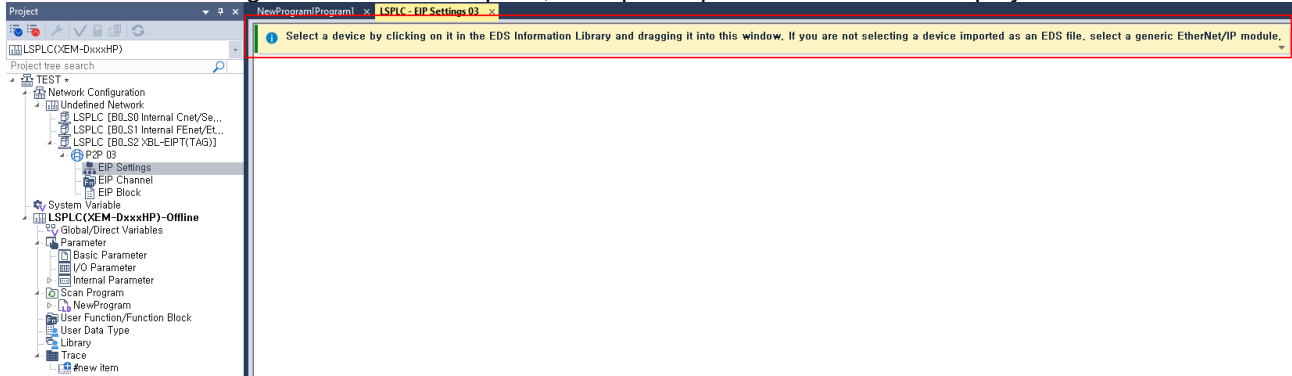 Project
NewProgram[Program] × LSPLC - EIP Settings 03 ×
Select a device by clicking on it in the EDS Information Library and dragging it into this window, If you are not selecting a device imported as an EDS file, select a generic EtherNet/IP module,
LSPLC(XEM-DxxxHP)
Project tree search
TEST *
Network Configuration
Undefined Network
LSPLC [B0_S0 Internal Cnet/Se...
LSPLC [B0_S1 Internal FEnet/Et...
LSPLC [B0_S2 XBL-EIPT(TAG)]
P2P 03
EIP Settings
EIP Channel
EIP Block
System Variable
LSPLC(XEM-DxxxHP)-Offline
Global/Direct Variables
Parameter
Basic Parameter
I/O Parameter
Internal Parameter
Scan Program
NewProgram
User Function/Function Block
User Data Type
Library
Trace
#new item